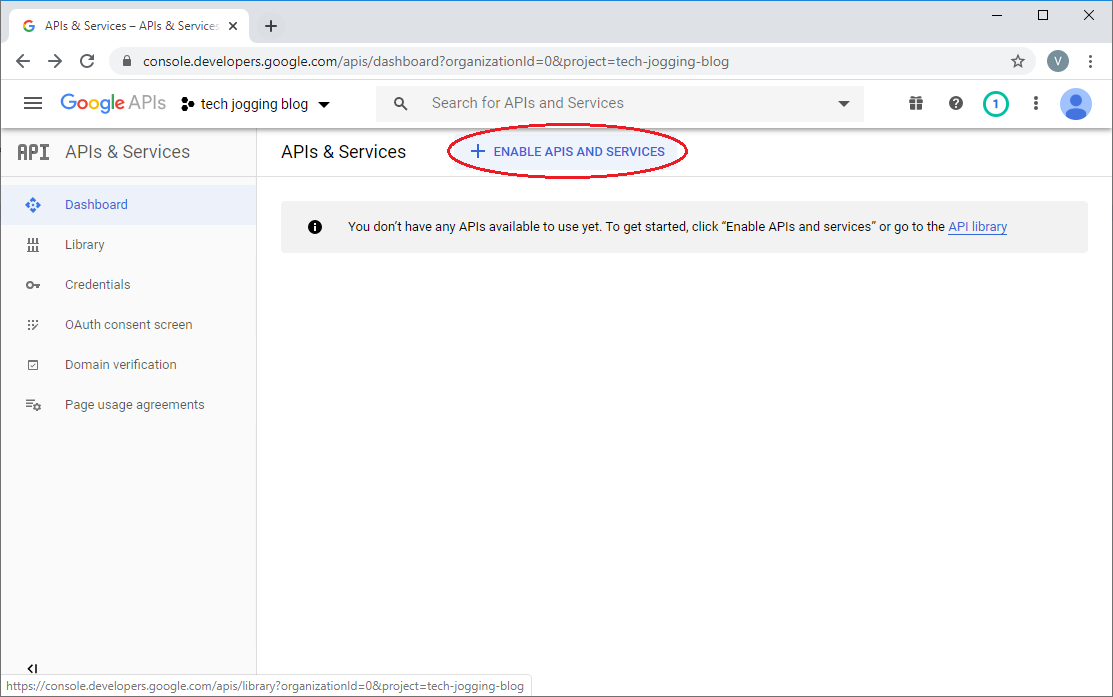 APIs & Services – APIs & Services
console.developers.google.com/apis/dashboard?organizationId=0&project=tech-jogging-blog
V
Google APIs
tech jogging blog
Search for APIs and Services
1
API
APIs & Services
APIs & Services
ENABLE APIS AND SERVICES
Dashboard
Library
Credentials
OAuth consent screen
Domain verification
Page usage agreements
You don’t have any APIs available to use yet. To get started, click “Enable APIs and services” or go to the API library
https://console.developers.google.com/apis/library?organizationId=0&project=tech-jogging-blog